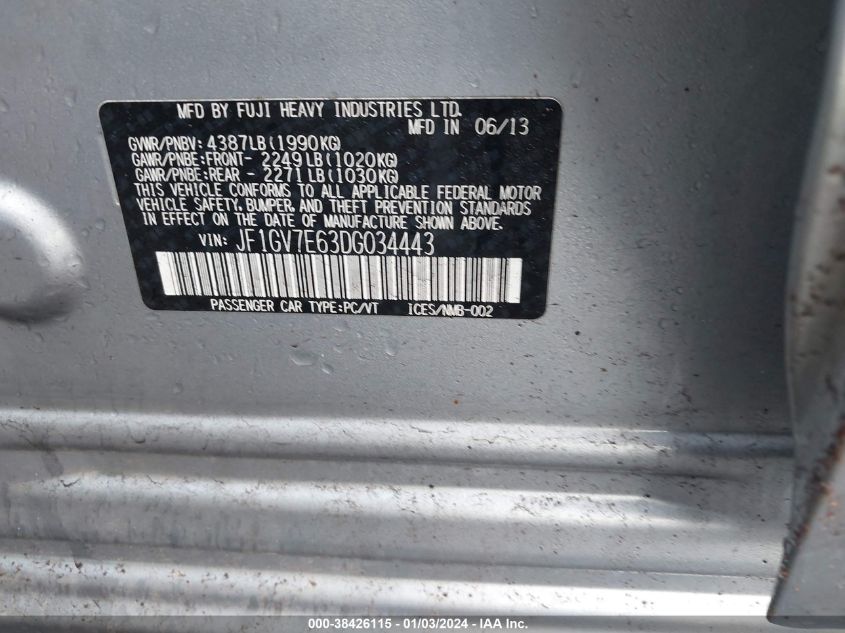 MFD BY FUJI HEAVY INDUSTRIES LTD.
MFD IN 06/13
GVWR/PNBV: 4387LB(1990KG)
GAWR/PNBE:FRONT- 2249LB(1020KG)
GAWR/PNBE:REAR - 2271LB(1030KG)
THIS VEHICLE CONFORMS TO ALL APPLICABLE FEDERAL MOTOR
VEHICLE SAFETY, BUMPER, AND THEFT PREVENTION STANDARDS
IN EFFECT ON THE DATE OF MANUFACTURE SHOWN ABOVE.
VIN: JF1GV7E63DG034443
PASSENGER CAR TYPE:PC/VT ICES/NMB-002
000-38426115 - 01/03/2024 - IAA Inc.